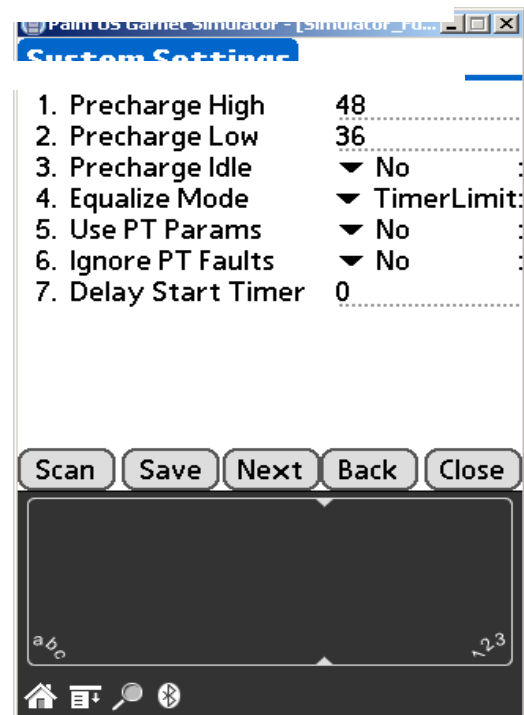 Palm OS Garnet Simulator - [Simulator_Fu...
System Settings
1. Precharge High 48
2. Precharge Low 36
3. Precharge Idle No :
4. Equalize Mode TimerLimit:
5. Use PT Params No :
6. Ignore PT Faults No :
7. Delay Start Timer 0
Scan Save Next Back Close
abc 123